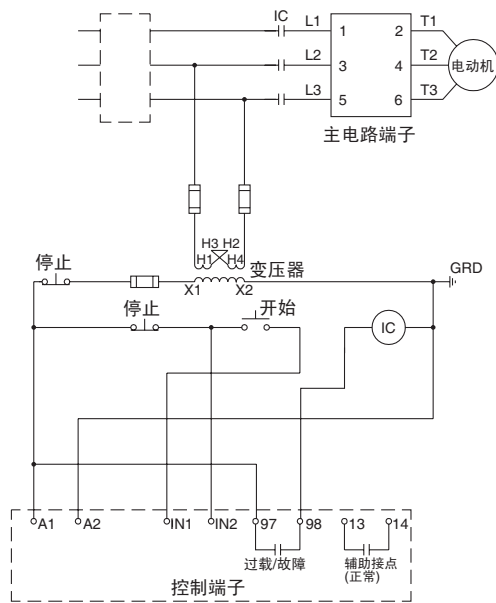 IC L1 1 2 T1
L2 3 4 T2 电动机
L3 5 6 T3
主电路端子
H3 H2
H1 H4
变压器
停止
X1 X2
GRD
停止
开始
IC
A1 A2 IN1 IN2 97 98 13 14
过载/故障
辅助接点
(正常)
控制端子